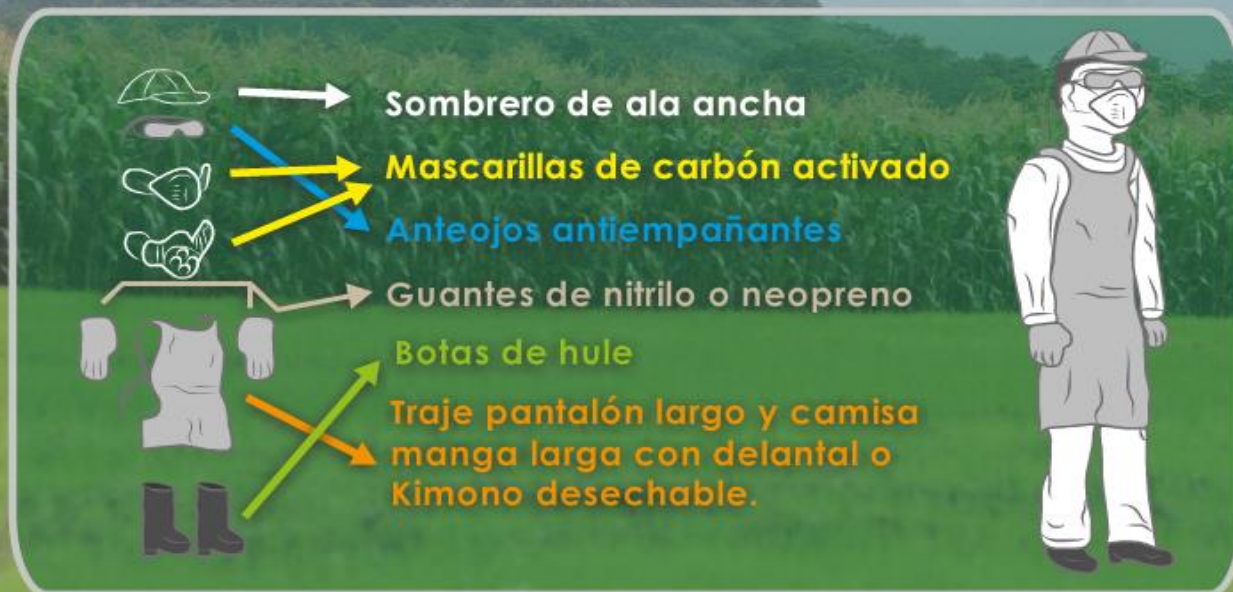 Sombrero de ala ancha
Mascarillas de carbón activado
Anteojos antiempañantes
Guantes de nitrilo o neopreno
Botas de hule
Traje pantalón largo y camisa
manga larga con delantal o
Kimono desechable.